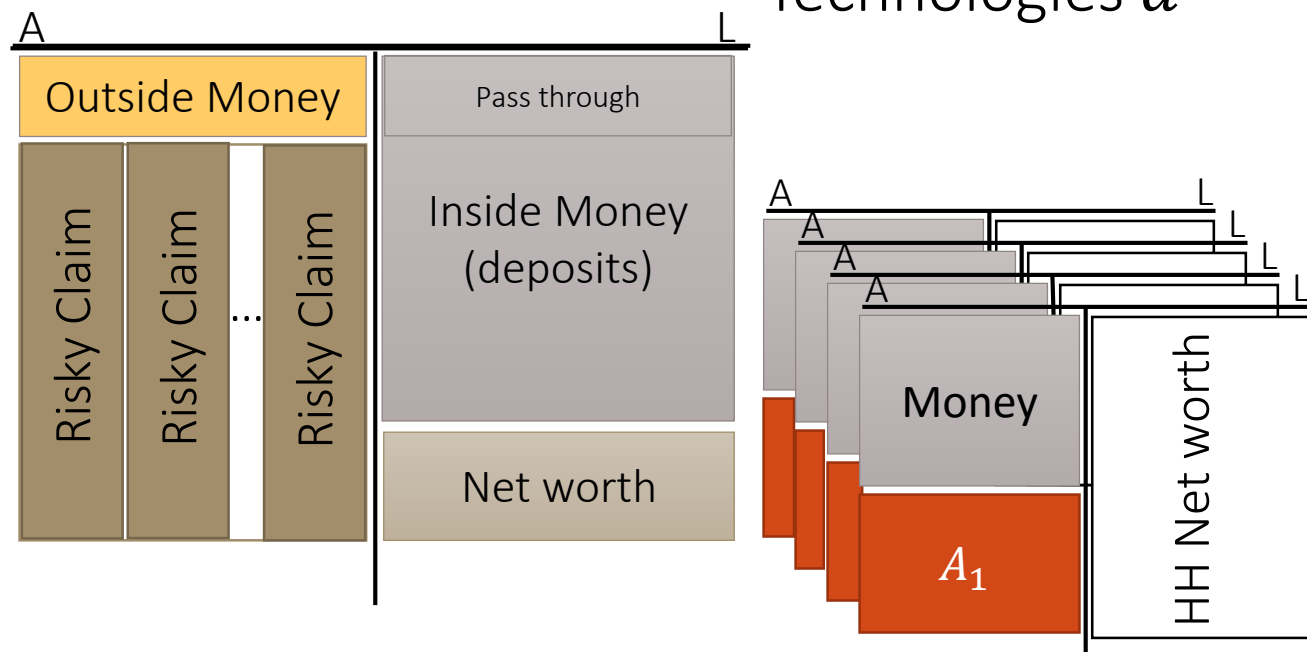 Technologies 𝑎
A L
Outside Money
Pass through
Risky Claim
Risky Claim
...
Risky Claim
Inside Money
(deposits)
Net worth
A L
A L
A L
A L
Money
𝐴₁
HH Net worth